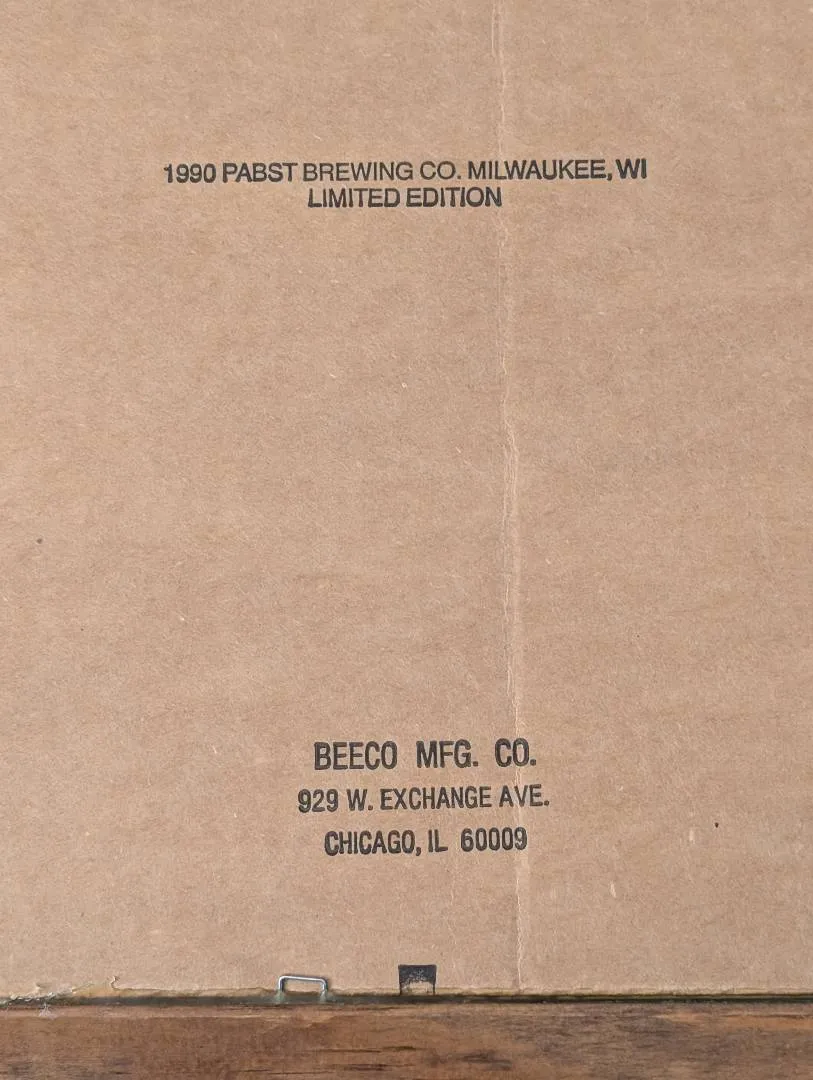 1990 PABST BREWING CO. MILWAUKEE, WI
LIMITED EDITION
BEECO MFG. CO.
929 W. EXCHANGE AVE.
CHICAGO, IL 60009